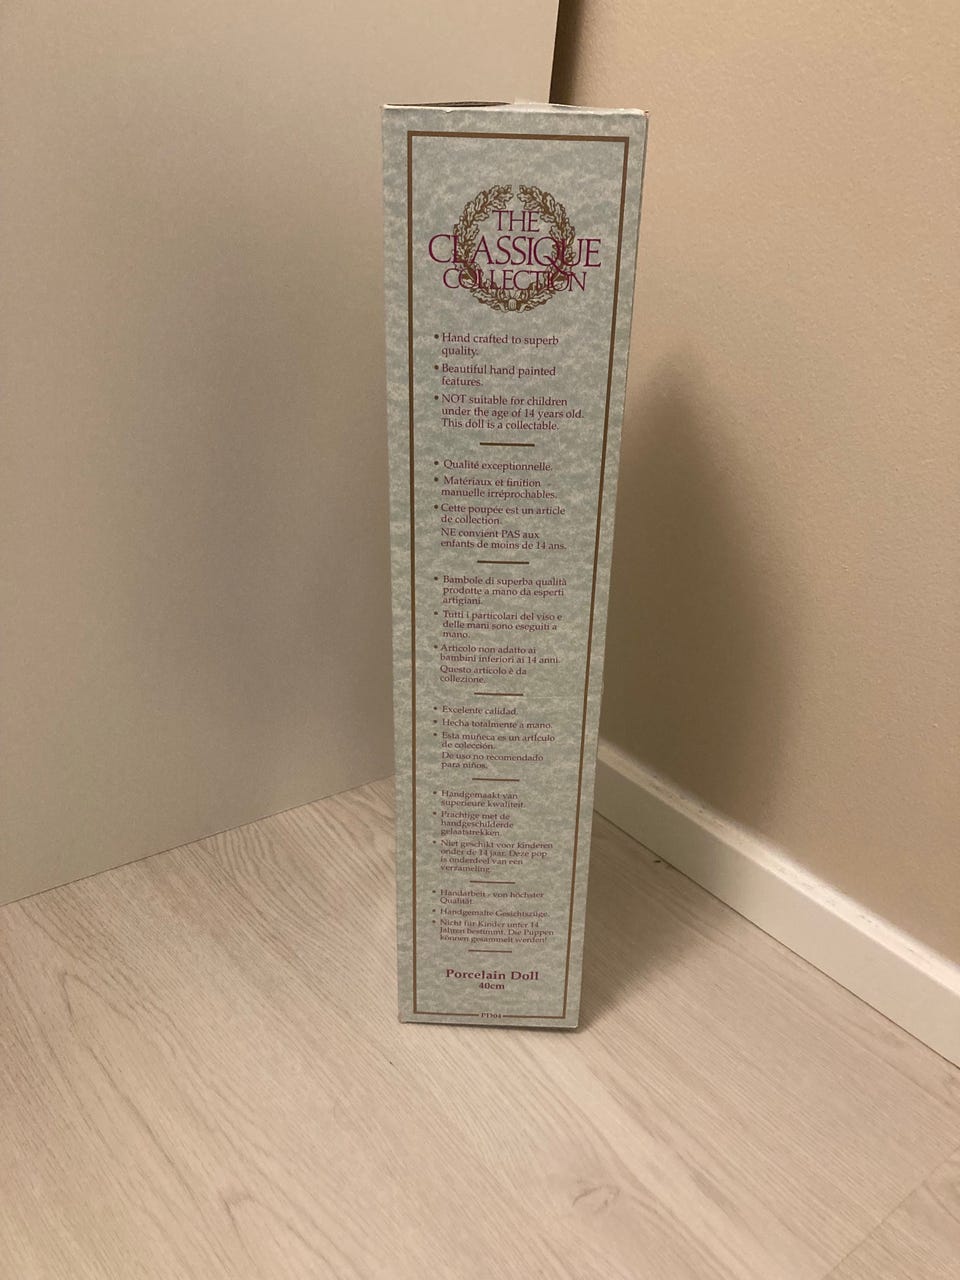 THE
CLASSIQUE
COLLECTION
• Hand crafted to superb
quality.
• Beautiful hand painted
features.
• NOT suitable for children
under the age of 14 years old.
This doll is a collectable.
• Qualité exceptionnelle.
• Matériaux et finition
manuelle irréprochables.
• Cette poupée est un article
de collection.
NE convient PAS aux
enfants de moins de 14 ans.
• Bambole di superba qualità
prodotte a mano da esperti
artigiani.
• Tutti i particolari del viso e
delle mani sono eseguiti a
mano.
• Articolo non adatto ai
bambini inferiori ai 14 anni.
Questo articolo è da
collezione.
• Excelente calidad.
• Hecha totalmente a mano.
• Esta muñeca es un artículo
de colección.
De uso no recomendado
para niños.
• Handgemaakt van
superieure kwaliteit.
• Prachtige met de
handgeschilderde
gelaatstrekken.
• Niet geschikt voor kinderen
onder de 14 jaar. Deze pop
is onderdeel van een
verzameling
• Handarbeit - von höchster
Qualität
• Handgemalte Gesichtszüge.
• Nicht für Kinder unter 14
Jahren bestimmt. Die Puppen
können gesammelt werden!
Porcelain Doll
40cm
PD04